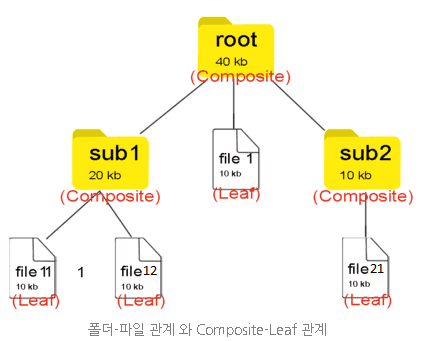 root
40 kb
(Composite)
sub1
20 kb
(Composite)
file 1
10 kb
(Leaf)
sub2
10 kb
(Composite)
file 11
10 kb
(Leaf)
1
file12
10 kb
(Leaf)
file21
10 kb
(Leaf)
폴더-파일 관계 와 Composite-Leaf 관계